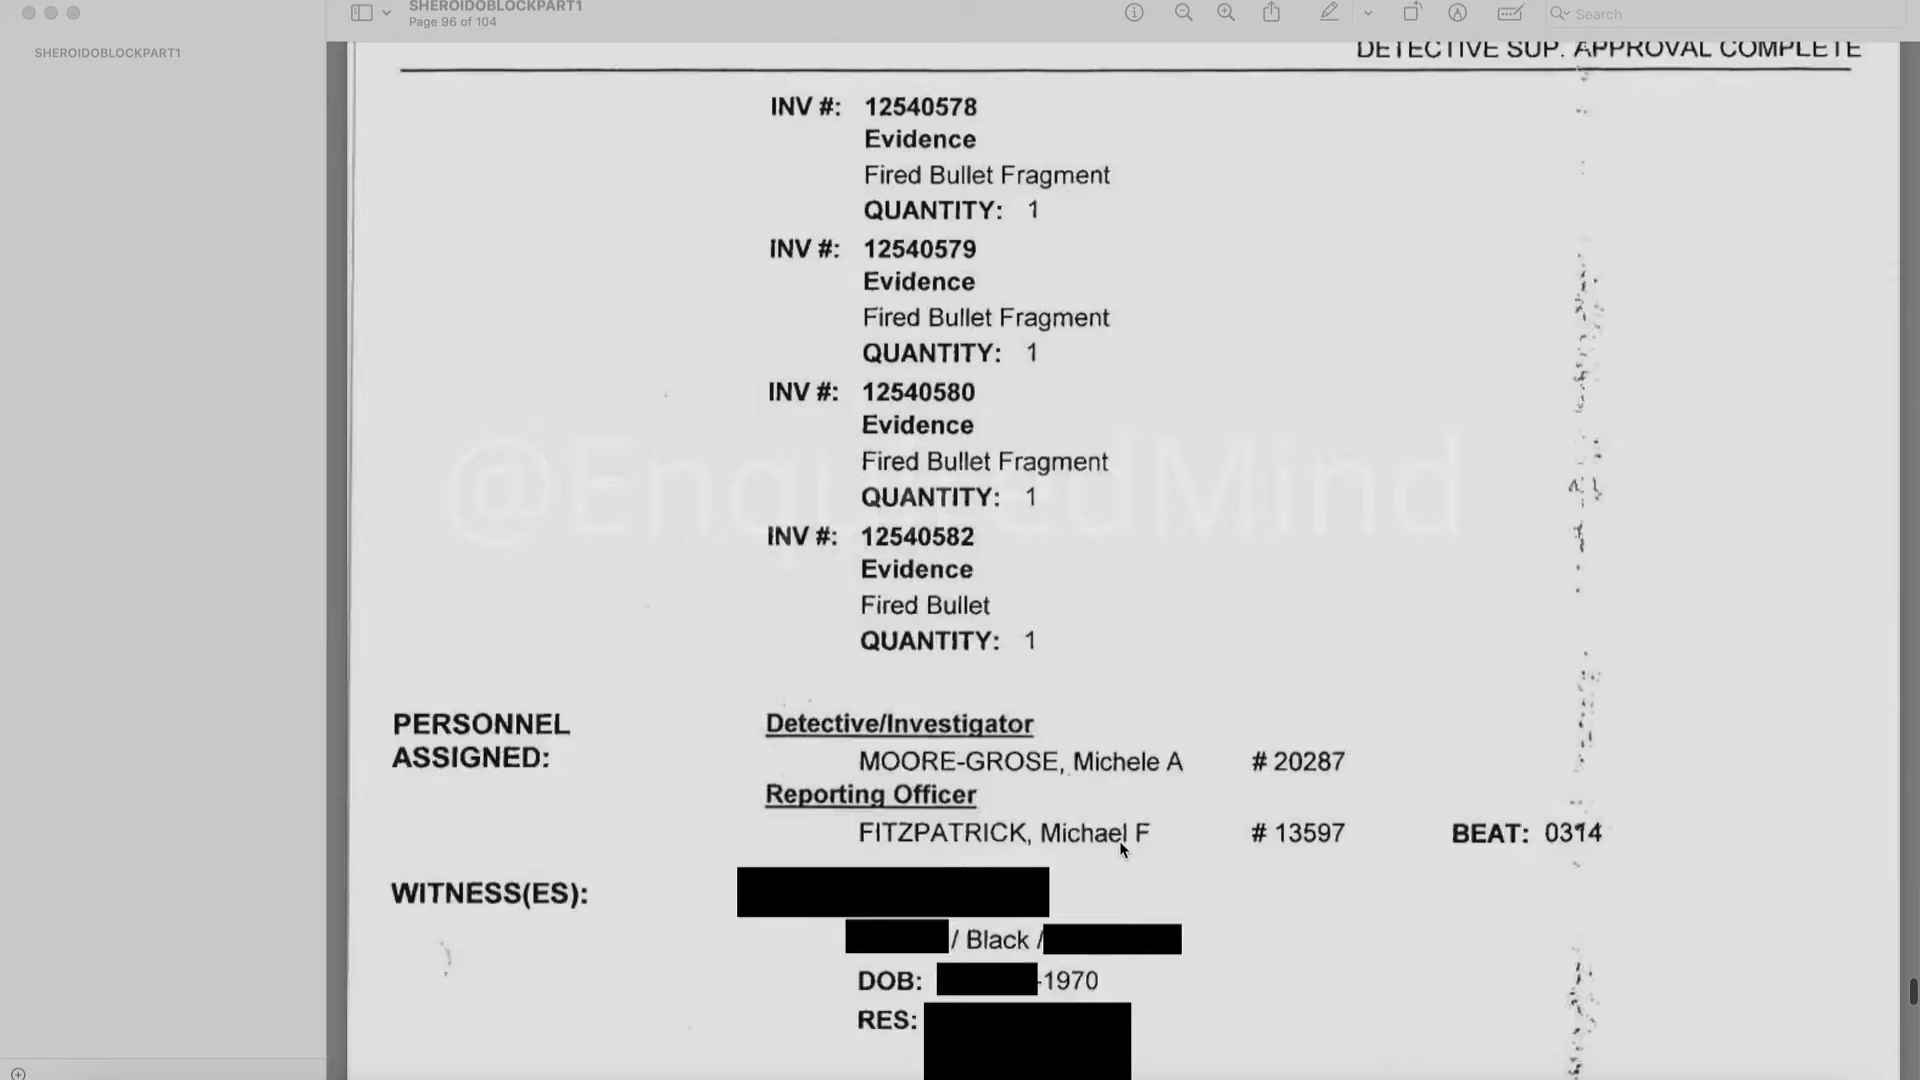 SHEROIDOBLOCKPART1
Page 96 of 104
Search
SHEROIDOBLOCKPART1
DETECTIVE SUP. APPROVAL COMPLETE
INV #: 12540578
Evidence
Fired Bullet Fragment
QUANTITY: 1
INV #: 12540579
Evidence
Fired Bullet Fragment
QUANTITY: 1
INV #: 12540580
Evidence
Fired Bullet Fragment
QUANTITY: 1
@EnquiredMind
INV #: 12540582
Evidence
Fired Bullet
QUANTITY: 1
PERSONNEL ASSIGNED:
Detective/Investigator
MOORE-GROSE, Michele A # 20287
Reporting Officer
FITZPATRICK, Michael F # 13597 BEAT: 0314
WITNESS(ES):
/ Black /
DOB: -1970
RES: